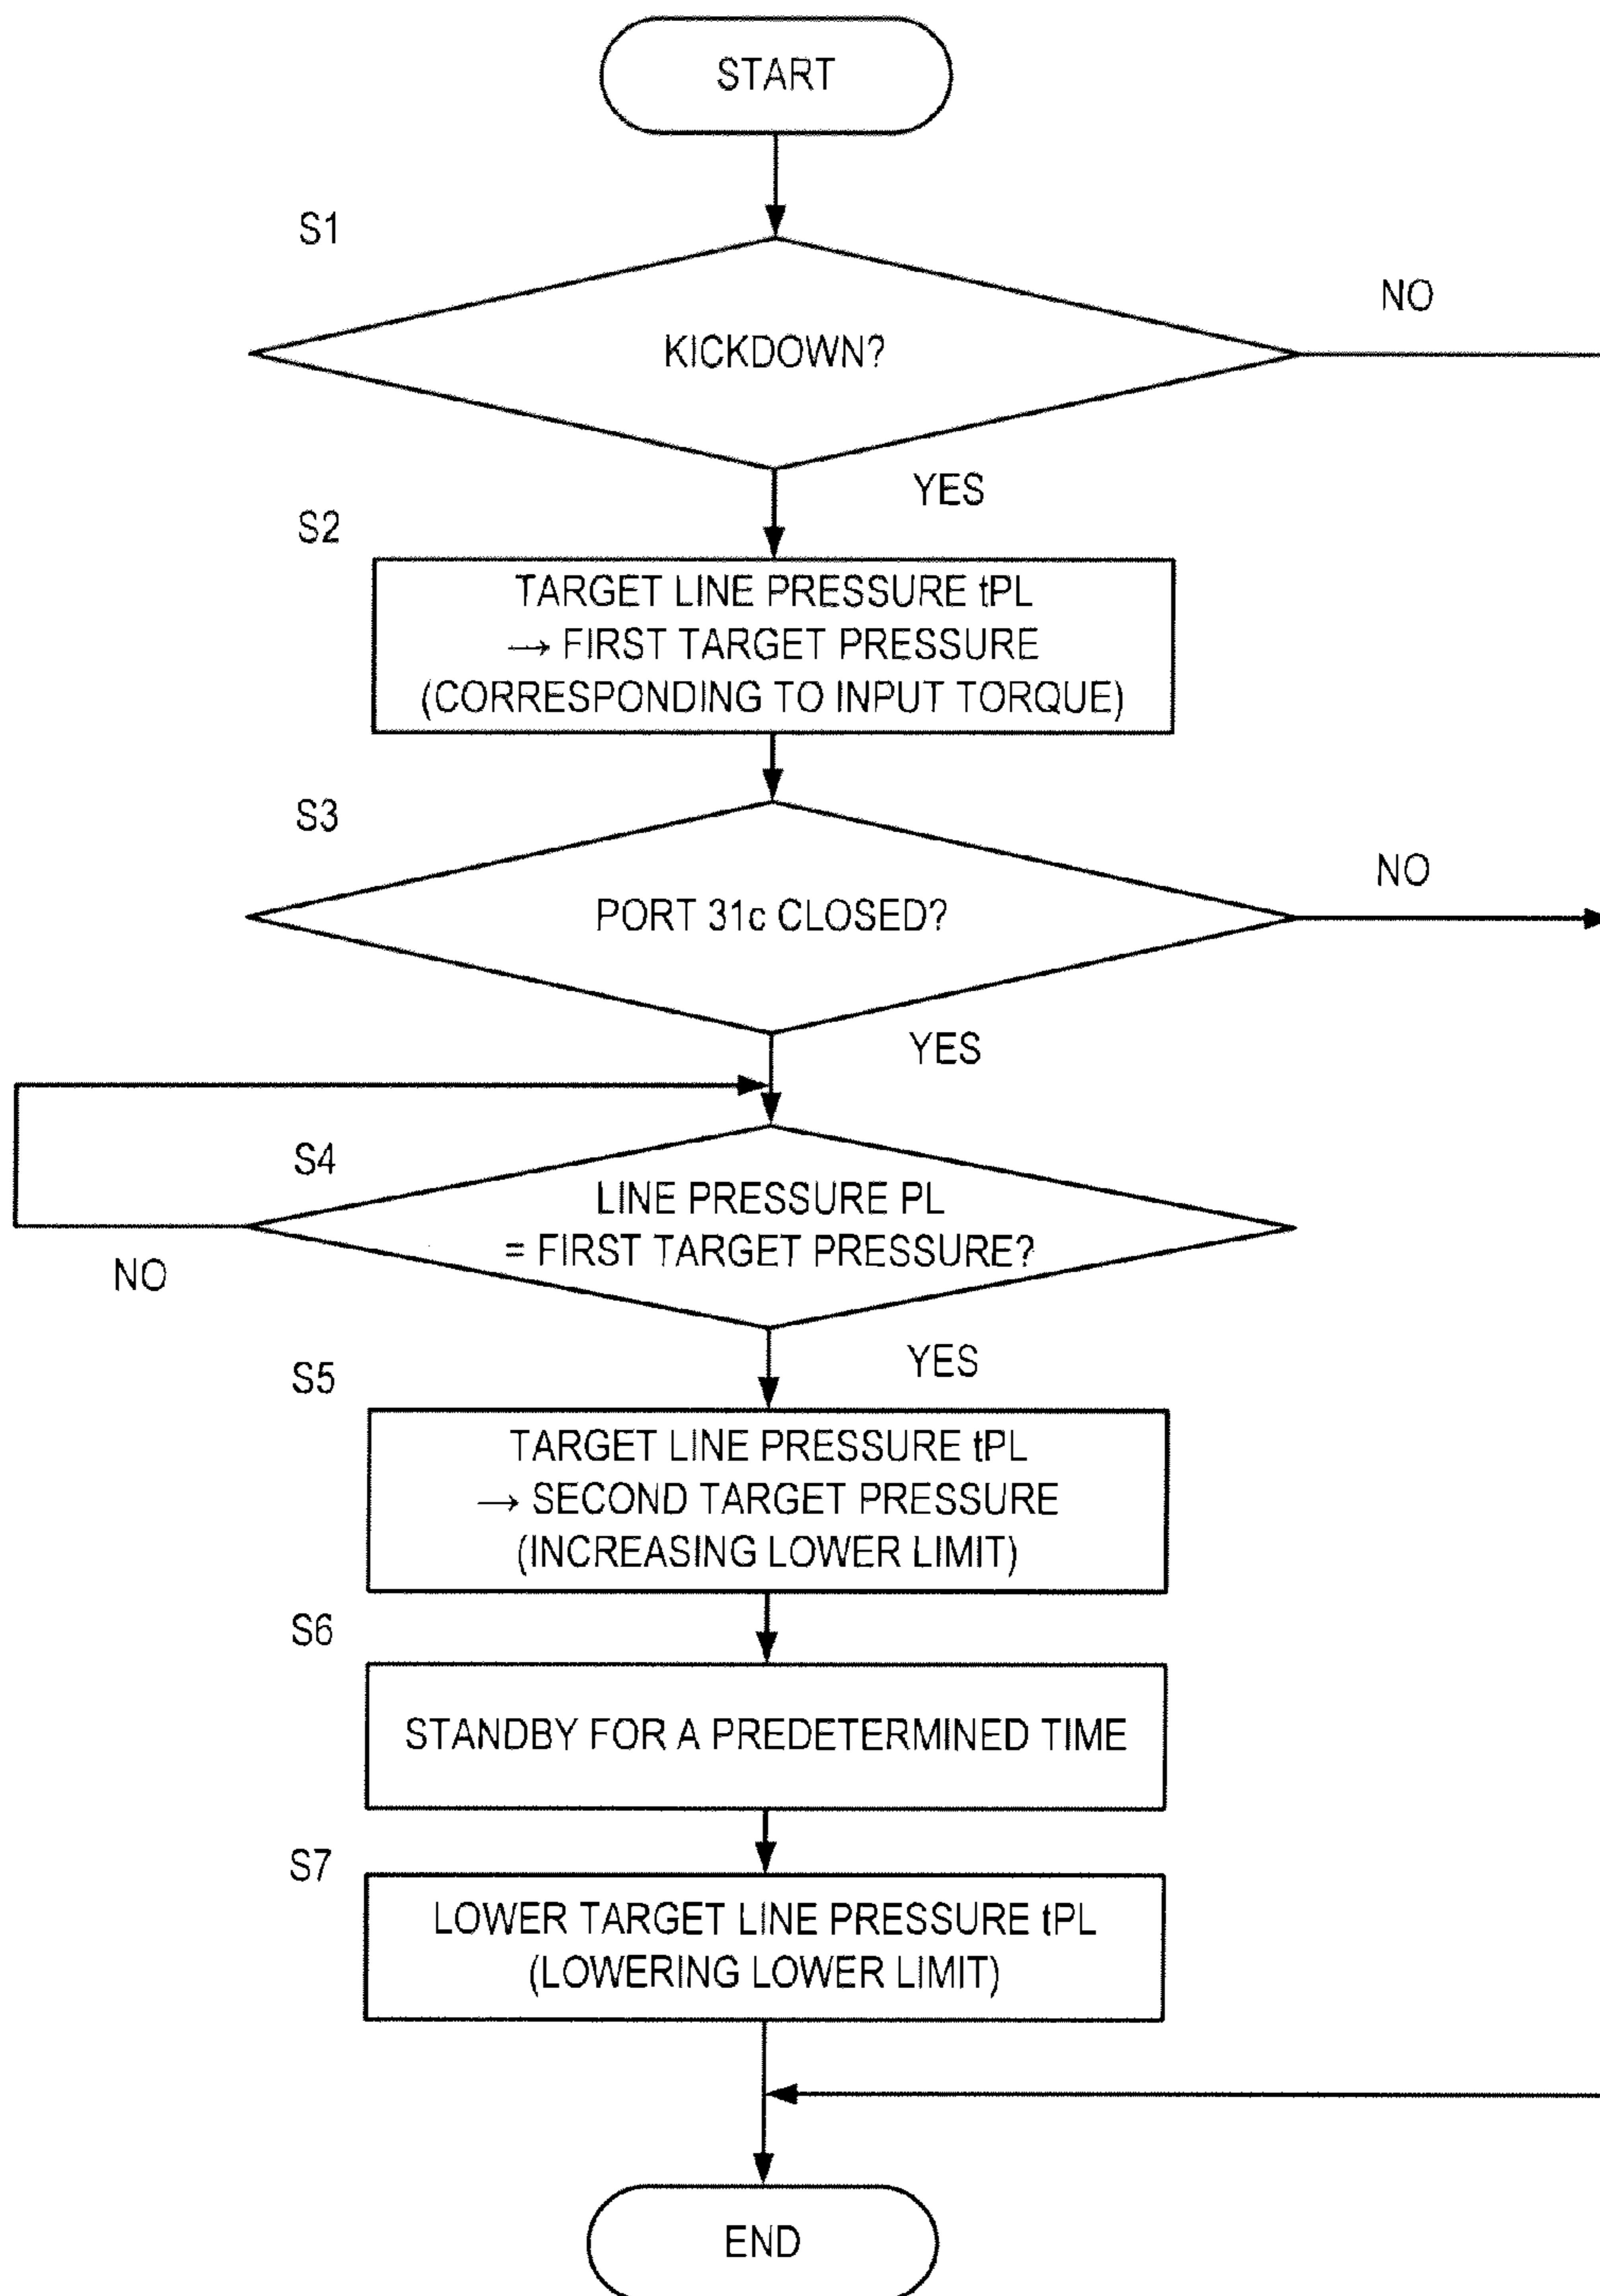 START
S1
KICKDOWN?
NO
YES
S2
TARGET LINE PRESSURE tPL
→ FIRST TARGET PRESSURE
(CORRESPONDING TO INPUT TORQUE)
S3
PORT 31c CLOSED?
NO
YES
S4
LINE PRESSURE PL
= FIRST TARGET PRESSURE?
NO
YES
S5
TARGET LINE PRESSURE tPL
→ SECOND TARGET PRESSURE
(INCREASING LOWER LIMIT)
S6
STANDBY FOR A PREDETERMINED TIME
S7
LOWER TARGET LINE PRESSURE tPL
(LOWERING LOWER LIMIT)
END